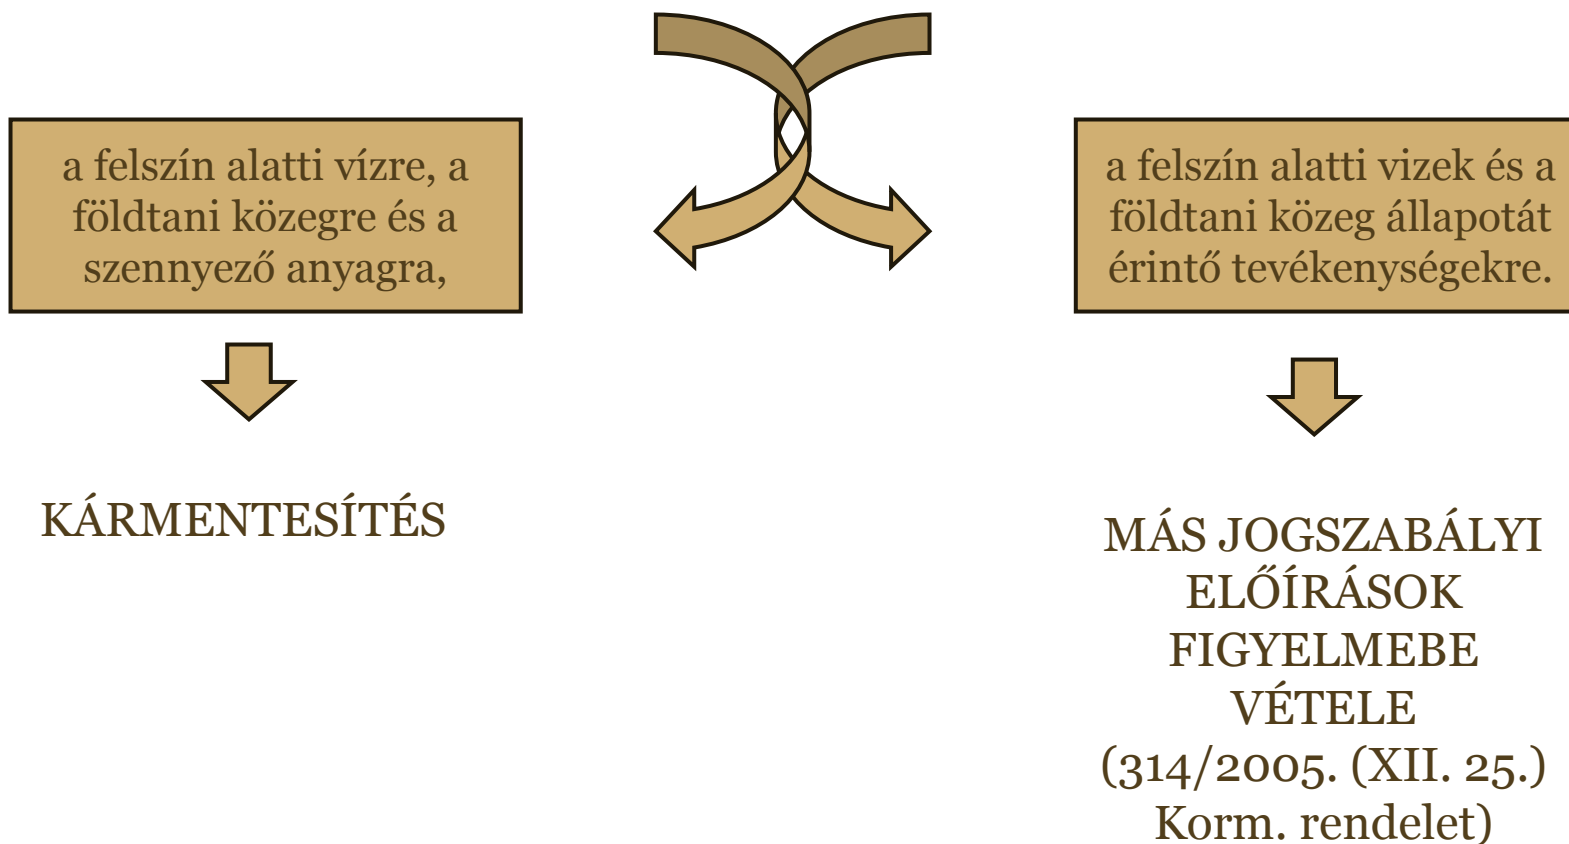 a felszín alatti vízre, a
földtani közegre és a
szennyező anyagra,
KÁRMENTESÍTÉS
a felszín alatti vizek és a
földtani közeg állapotát
érintő tevékenységekre.
MÁS JOGSZABÁLYI
ELŐÍRÁSOK
FIGYELMEBE
VÉTELE
(314/2005. (XII. 25.)
Korm. rendelet)